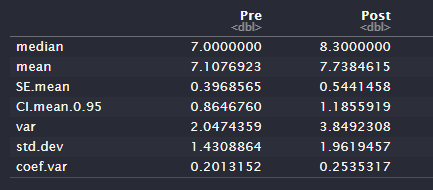 Pre Post
<dbl> <dbl>
median 7.0000000 8.3000000
mean 7.1076923 7.7384615
SE.mean 0.3968565 0.5441458
CI.mean.0.95 0.8646760 1.1855919
var 2.0474359 3.8492308
std.dev 1.4308864 1.9619457
coef.var 0.2013152 0.2535317